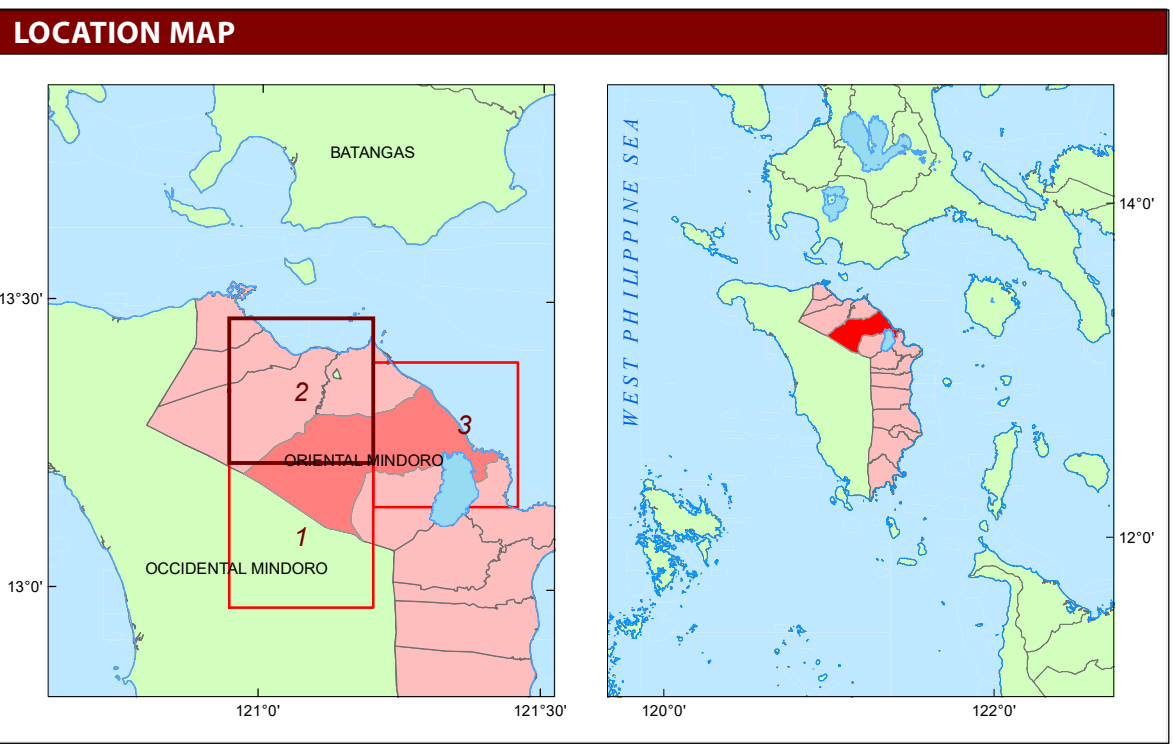 LOCATION MAP
BATANGAS
13°30'
2
3
ORIENTAL MINDORO
1
OCCIDENTAL MINDORO
13°0'
121°0'
121°30'
WEST PHILIPPINE SEA
14°0'
12°0'
120°0'
122°0'